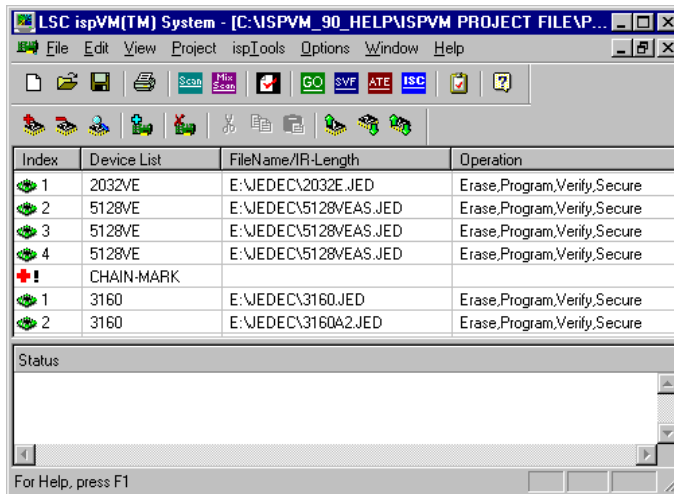 LSC ispVM(TM) System - [C:\ISPVM_90_HELP\ISPVM PROJECT FILE\P...
File Edit View Project ispTools Options Window Help
Scan Mix Scan GO SVF ATE ISC
Index Device List FileName/IR-Length Operation
1 2032VE E:\JEDEC\2032E.JED Erase,Program,Verify,Secure
2 5128VE E:\JEDEC\5128VEAS.JED Erase,Program,Verify,Secure
3 5128VE E:\JEDEC\5128VEAS.JED Erase,Program,Verify,Secure
4 5128VE E:\JEDEC\5128VEAS.JED Erase,Program,Verify,Secure
! CHAIN-MARK
1 3160 E:\JEDEC\3160.JED Erase,Program,Verify,Secure
2 3160 E:\JEDEC\3160A2.JED Erase,Program,Verify,Secure
Status
For Help, press F1